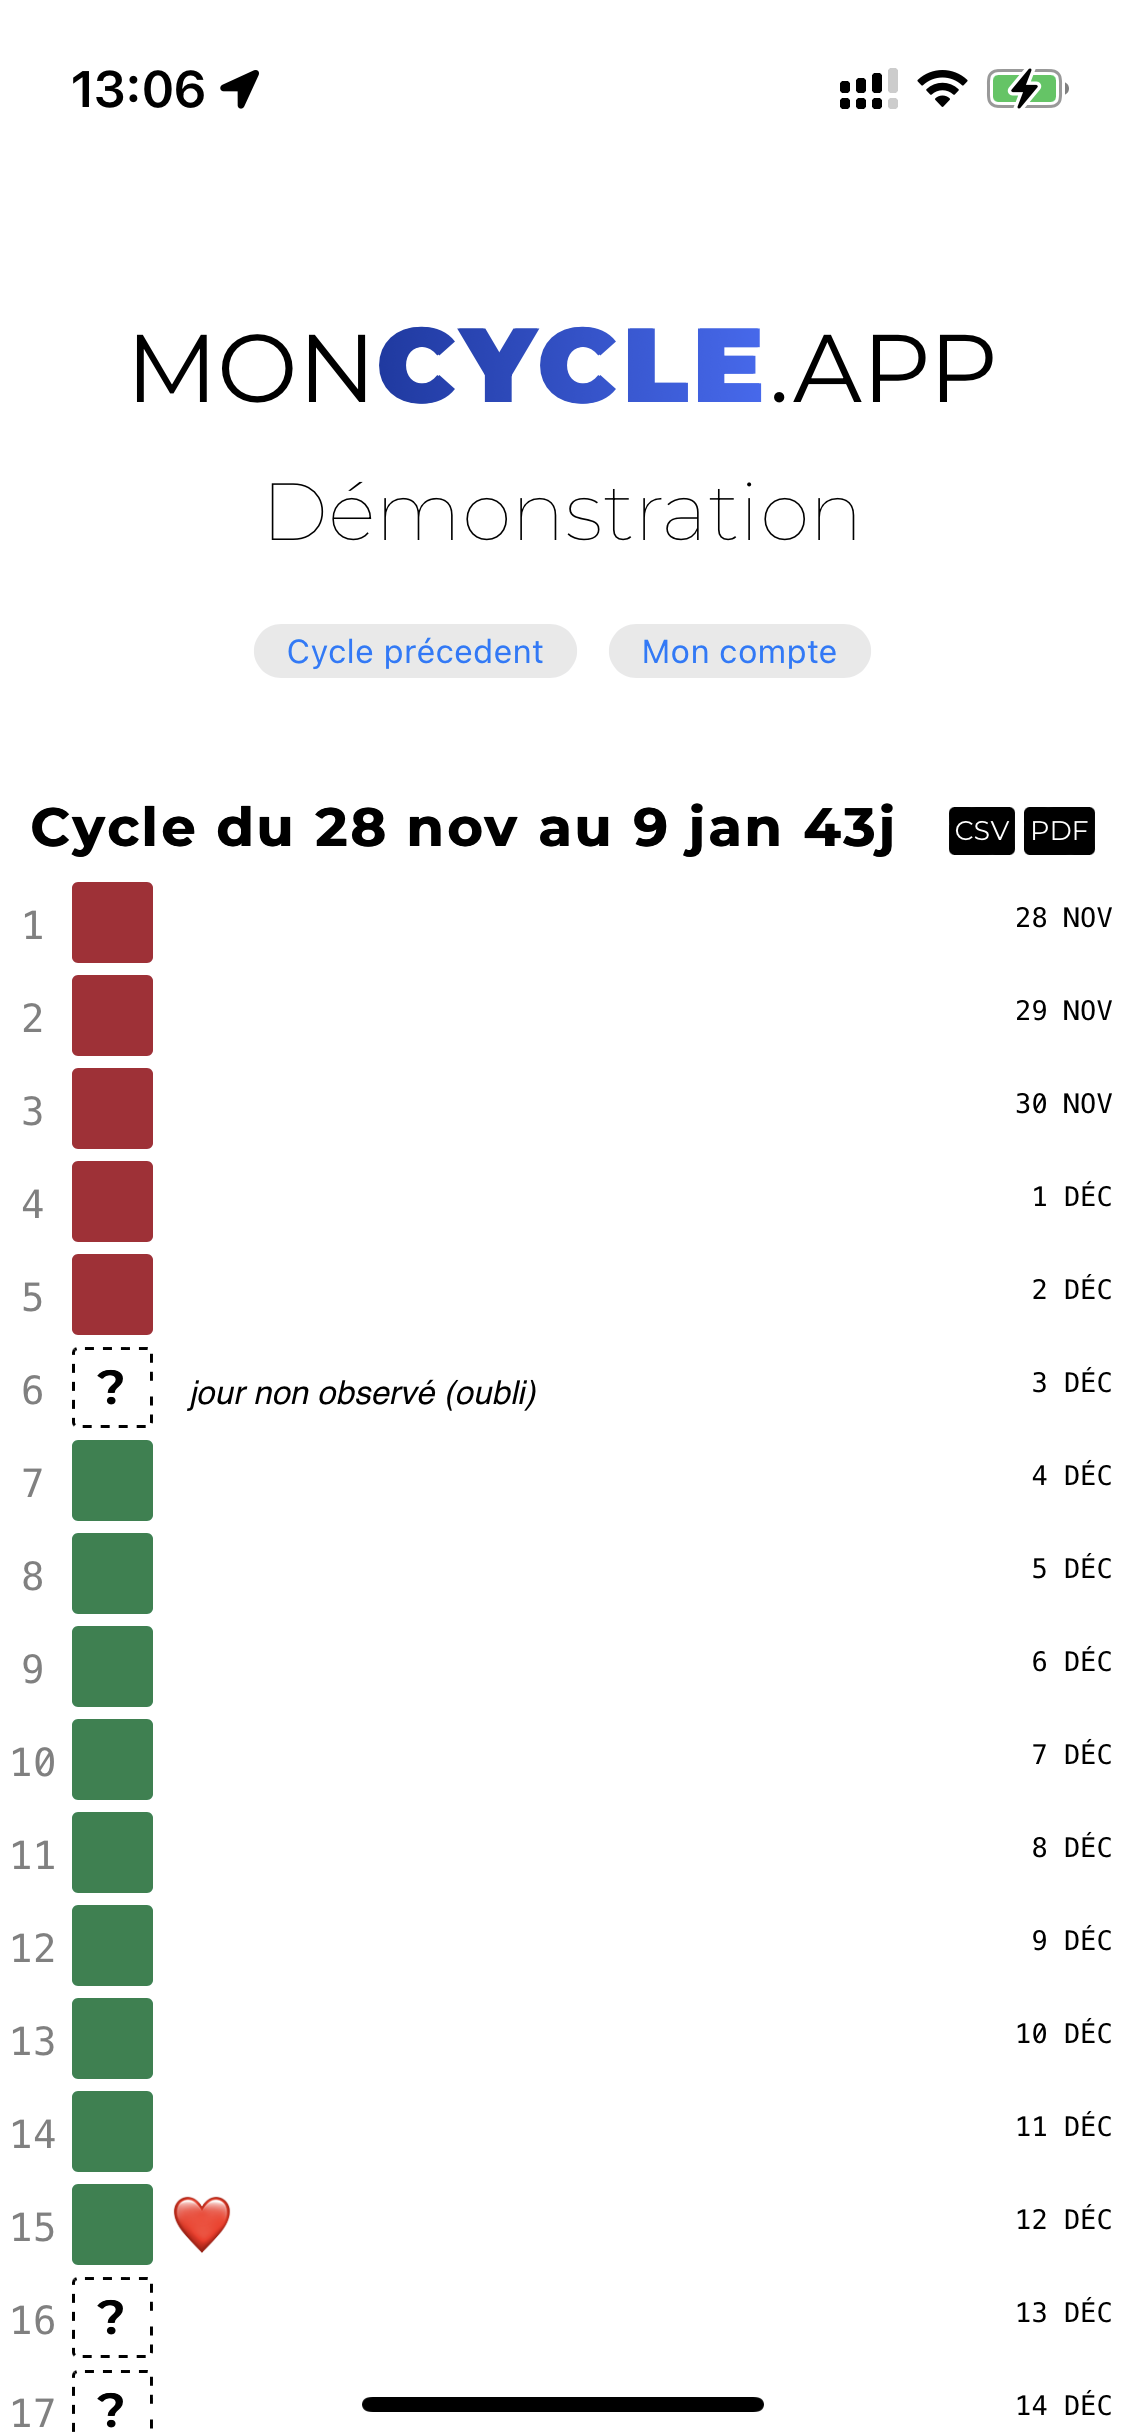 13:06
MONCYCLE.APP
Démonstration
Cycle précedent Mon compte
Cycle du 28 nov au 9 jan 43j CSV PDF
1 28 NOV
2 29 NOV
3 30 NOV
4 1 DÉC
5 2 DÉC
6 ? jour non observé (oubli) 3 DÉC
7 4 DÉC
8 5 DÉC
9 6 DÉC
10 7 DÉC
11 8 DÉC
12 9 DÉC
13 10 DÉC
14 11 DÉC
15 12 DÉC
16 ? 13 DÉC
17 ? 14 DÉC